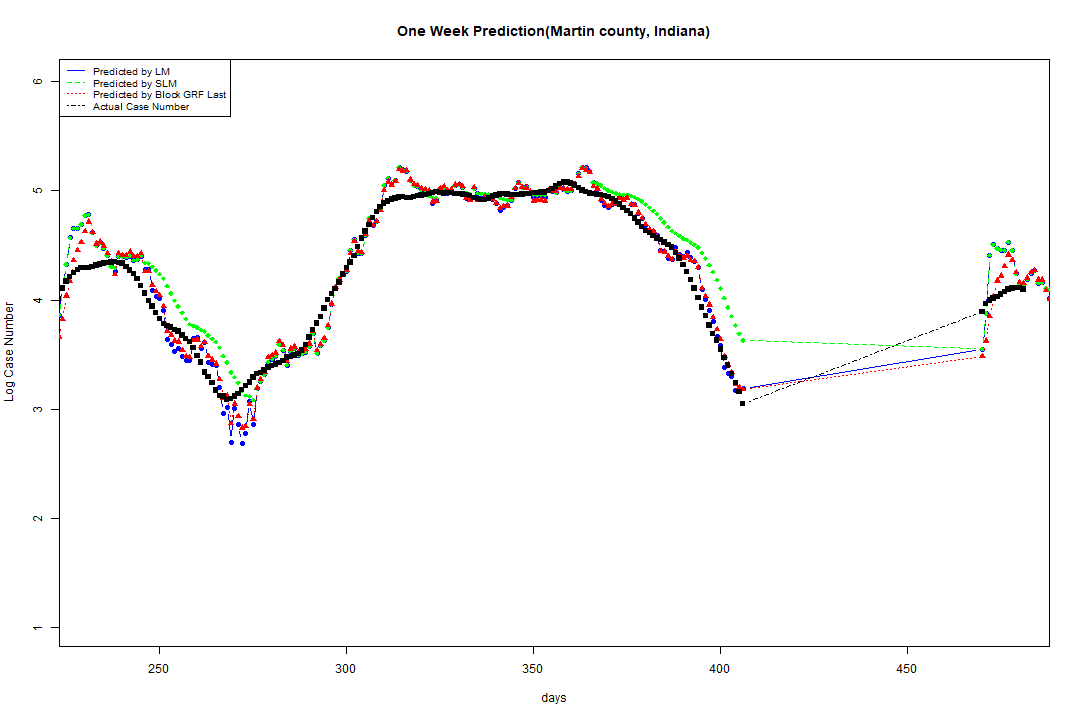 One Week Prediction(Martin county, Indiana)
Predicted by LM
Predicted by SLM
Predicted by Block GRF Last
Actual Case Number
6
5
4
3
2
1
Log Case Number
250 300 350 400 450
days